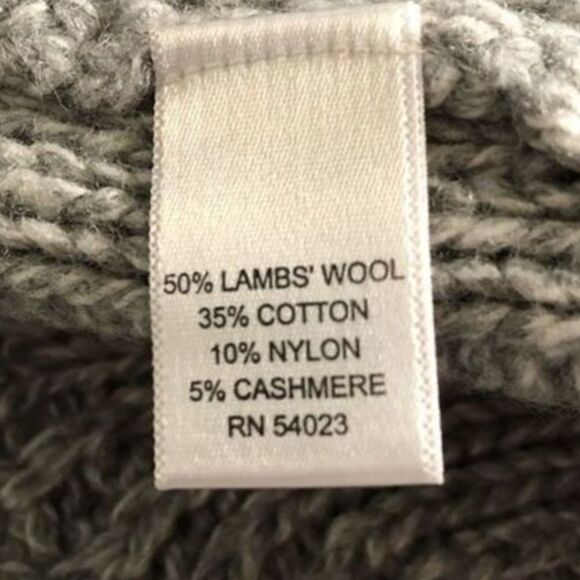 50% LAMBS' WOOL
35% COTTON
10% NYLON
5% CASHMERE
RN 54023